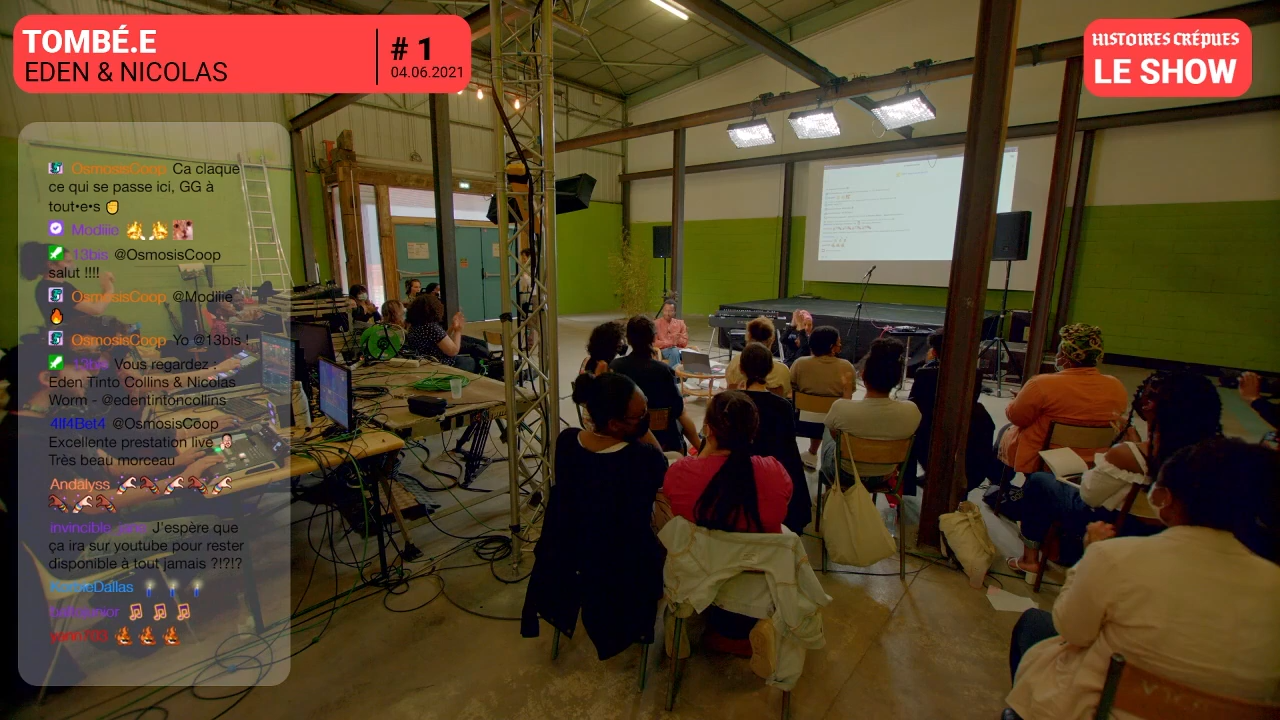 TOMBÉ.E
EDEN & NICOLAS
# 1
04.06.2021
HISTOIRES CRÉPUES
LE SHOW
OsmosisCoop Ca claque
ce qui se passe ici, GG à
tout•e•s
Modiiie
13bis @OsmosisCoop
salut !!!!
OsmosisCoop @Modiiie
OsmosisCoop Yo @13bis !
13bis Vous regardez :
Eden Tinto Collins & Nicolas
Worm - @edentintoncollins
4lf4Bet4 @OsmosisCoop
Excellente prestation live
Très beau morceau
Andalyss
J'espère que
ça ira sur youtube pour rester
disponible à tout jamais ?!?!?